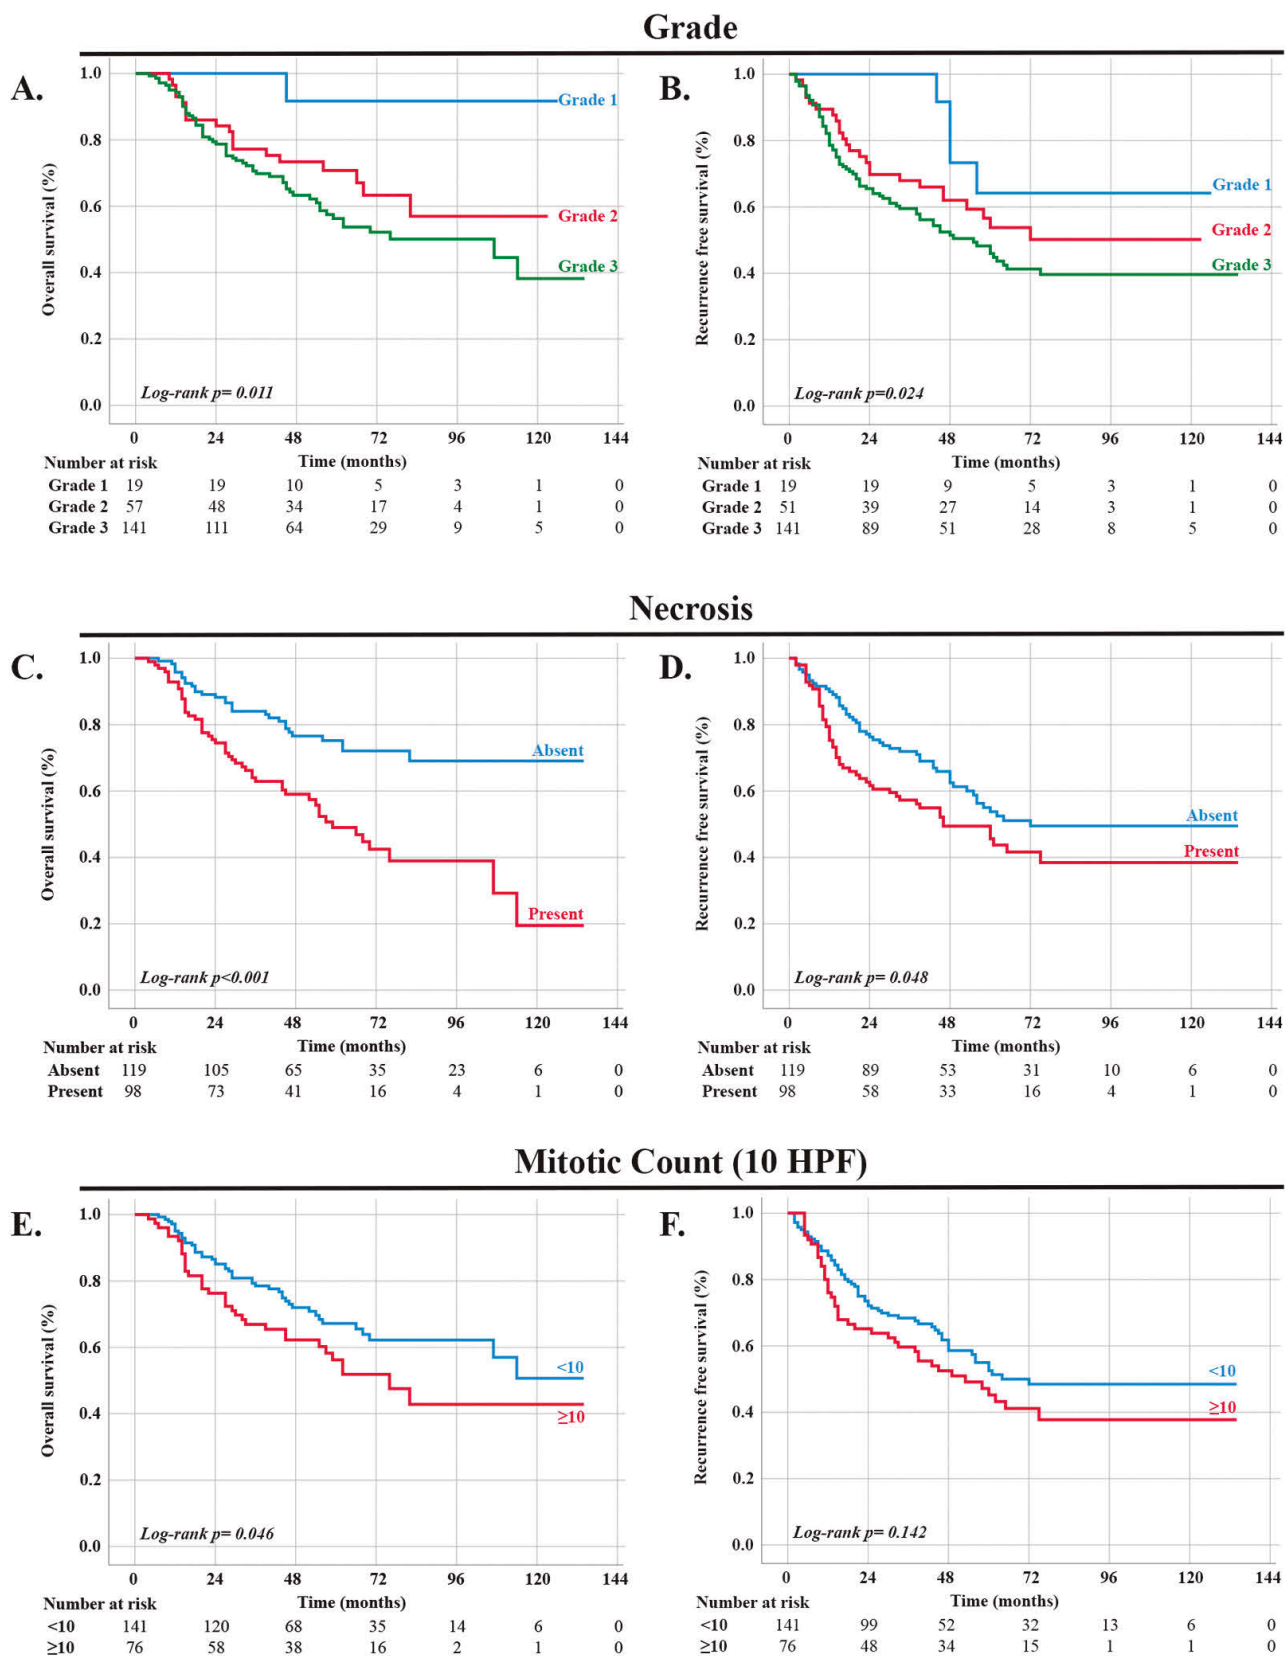 Grade
A.
Overall survival (%)
1.0
0.8
0.6
0.4
0.2
0.0
Grade 1
Grade 2
Grade 3
Log-rank p= 0.011
0 24 48 72 96 120 144
Number at risk Time (months)
Grade 1 19 19 10 5 3 1 0
Grade 2 57 48 34 17 4 1 0
Grade 3 141 111 64 29 9 5 0
B.
Recurrence free survival (%)
1.0
0.8
0.6
0.4
0.2
0.0
Grade 1
Grade 2
Grade 3
Log-rank p=0.024
0 24 48 72 96 120 144
Number at risk Time (months)
Grade 1 19 19 9 5 3 1 0
Grade 2 51 39 27 14 3 1 0
Grade 3 141 89 51 28 8 5 0
Necrosis
C.
Overall survival (%)
1.0
0.8
0.6
0.4
0.2
0.0
Absent
Present
Log-rank p<0.001
0 24 48 72 96 120 144
Number at risk Time (months)
Absent 119 105 65 35 23 6 0
Present 98 73 41 16 4 1 0
D.
Recurrence free survival (%)
1.0
0.8
0.6
0.4
0.2
0.0
Absent
Present
Log-rank p= 0.048
0 24 48 72 96 120 144
Number at risk Time (months)
Absent 119 89 53 31 10 6 0
Present 98 58 33 16 4 1 0
Mitotic Count (10 HPF)
E.
Overall survival (%)
1.0
0.8
0.6
0.4
0.2
0.0
<10
≥10
Log-rank p= 0.046
0 24 48 72 96 120 144
Number at risk Time (months)
<10 141 120 68 35 14 6 0
≥10 76 58 38 16 2 1 0
F.
Recurrence free survival (%)
1.0
0.8
0.6
0.4
0.2
0.0
<10
≥10
Log-rank p= 0.142
0 24 48 72 96 120 144
Number at risk Time (months)
<10 141 99 52 32 13 6 0
≥10 76 48 34 15 1 1 0